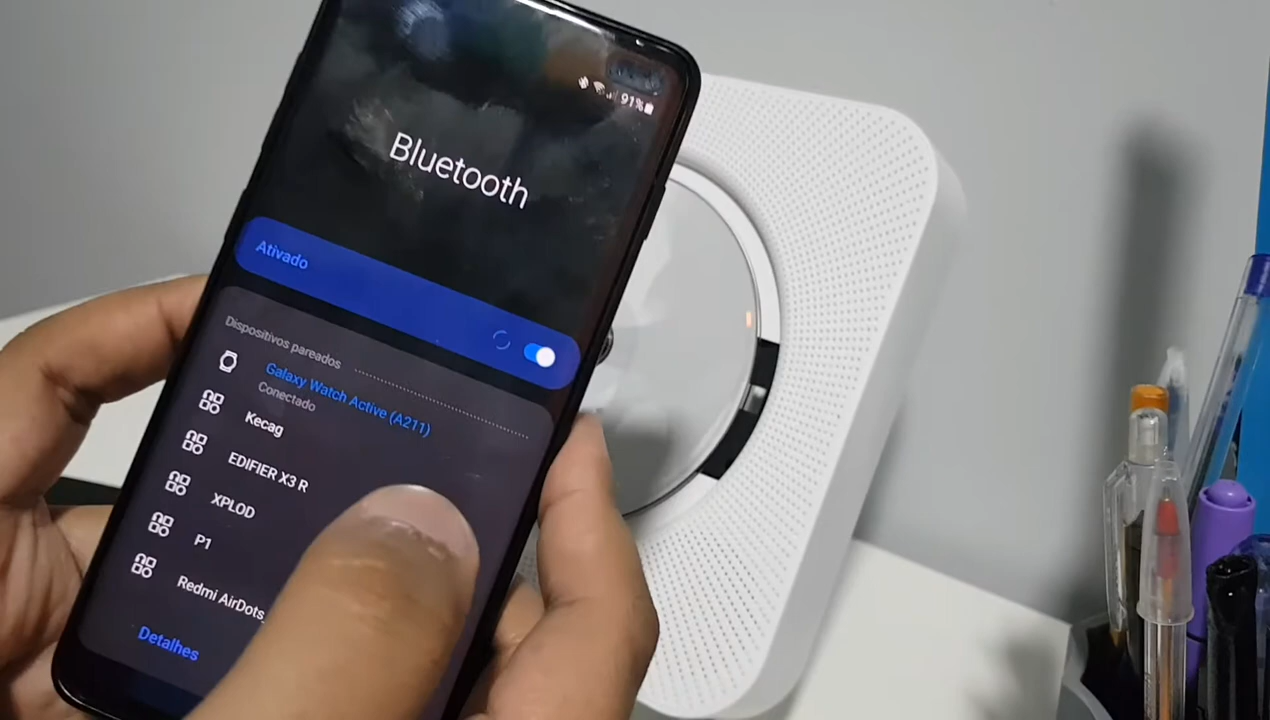 91%
Bluetooth
Ativado
Dispositivos pareados
Galaxy Watch Active (A211)
Conectado
Kecag
EDIFIER X3 R
XPLOD
P1
Redmi AirDots
Detalhes